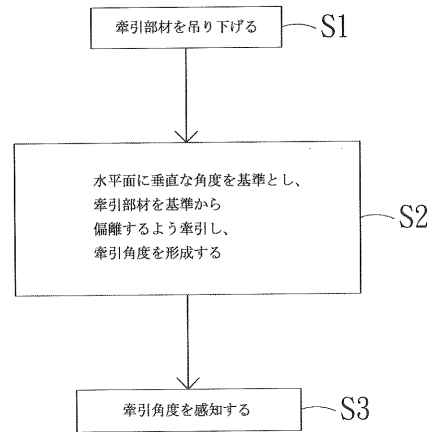 牽引部材を吊り下げる
S1
水平面に垂直な角度を基準とし、
牽引部材を基準から
偏離するよう牽引し、
牽引角度を形成する
S2
牽引角度を感知する
S3